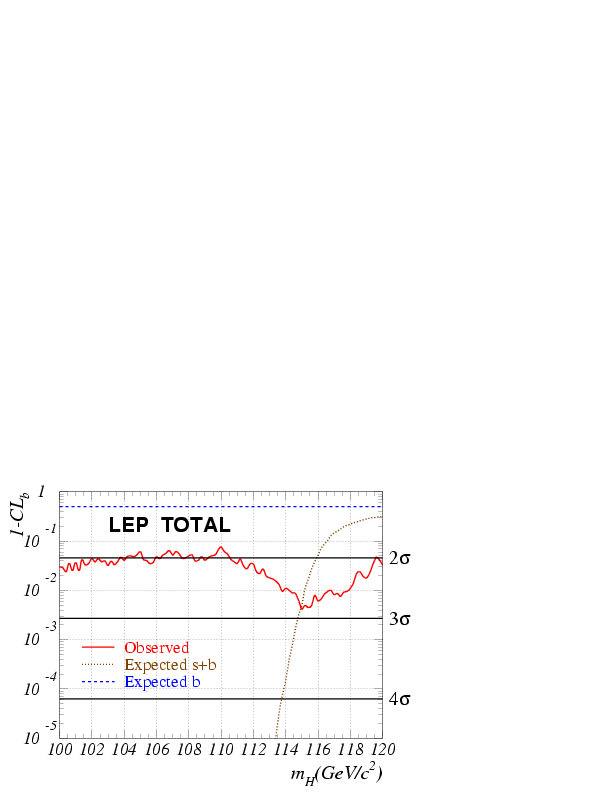 1-CL_b
1
10^-1
10^-2
10^-3
10^-4
10^-5
LEP TOTAL
2σ
3σ
4σ
Observed
Expected s+b
Expected b
100 102 104 106 108 110 112 114 116 118 120
m_H(GeV/c^2)